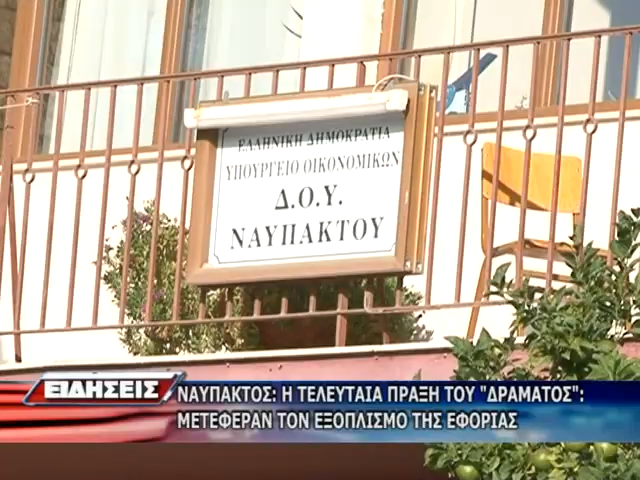 ΕΛΛΗΝΙΚΗ ΔΗΜΟΚΡΑΤΙΑ
ΥΠΟΥΡΓΕΙΟ ΟΙΚΟΝΟΜΙΚΩΝ
Δ.Ο.Υ.
ΝΑΥΠΑΚΤΟΥ
ΕΙΔΗΣΕΙΣ
ΝΑΥΠΑΚΤΟΣ: Η ΤΕΛΕΥΤΑΙΑ ΠΡΑΞΗ ΤΟΥ "ΔΡΑΜΑΤΟΣ":
ΜΕΤΕΦΕΡΑΝ ΤΟΝ ΕΞΟΠΛΙΣΜΟ ΤΗΣ ΕΦΟΡΙΑΣ